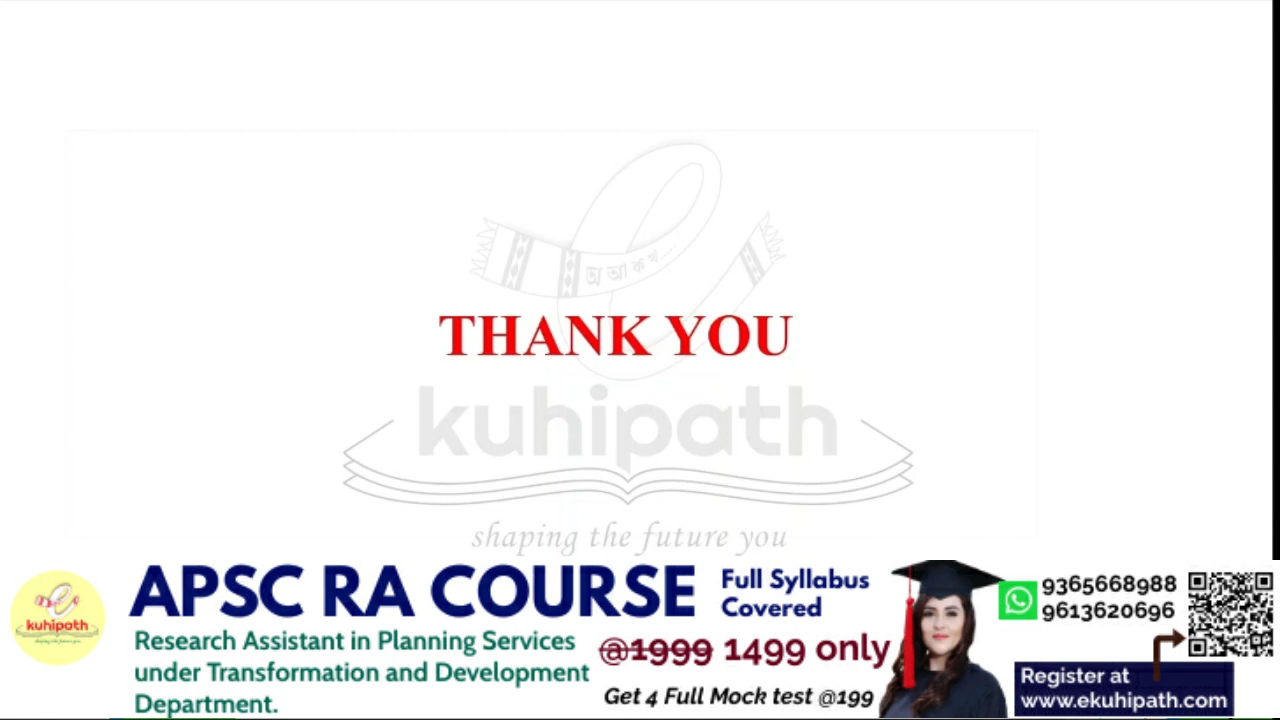 অ আ ক খ.....
THANK YOU
kuhipath
shaping the future you
APSC RA COURSE
Full Syllabus
Covered
Research Assistant in Planning Services
under Transformation and Development
Department.
@1999 1499 only
Get 4 Full Mock test @199
kuhipath
9365668988
9613620696
Register at
www.ekuhipath.com